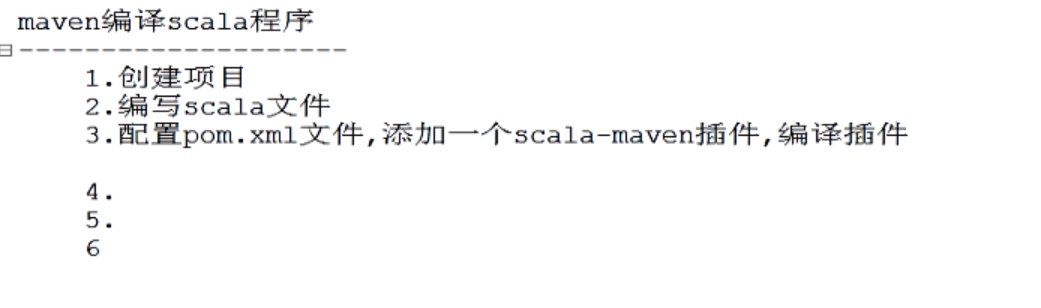 maven编译scala程序
--------------------
1.创建项目
2.编写scala文件
3.配置pom.xml文件,添加一个scala-maven插件,编译插件
4.
5.
6